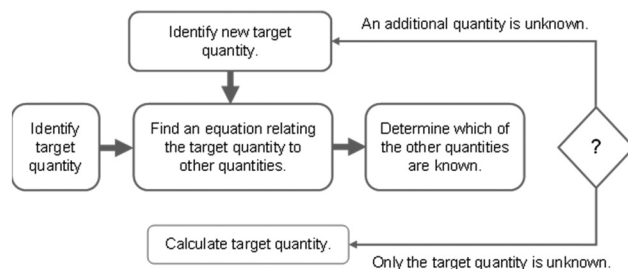 Identify new target
quantity.
An additional quantity is unknown.
Identify
target
quantity
Find an equation relating
the target quantity to
other quantities.
Determine which of
the other quantities
are known.
?
Calculate target quantity.
Only the target quantity is unknown.